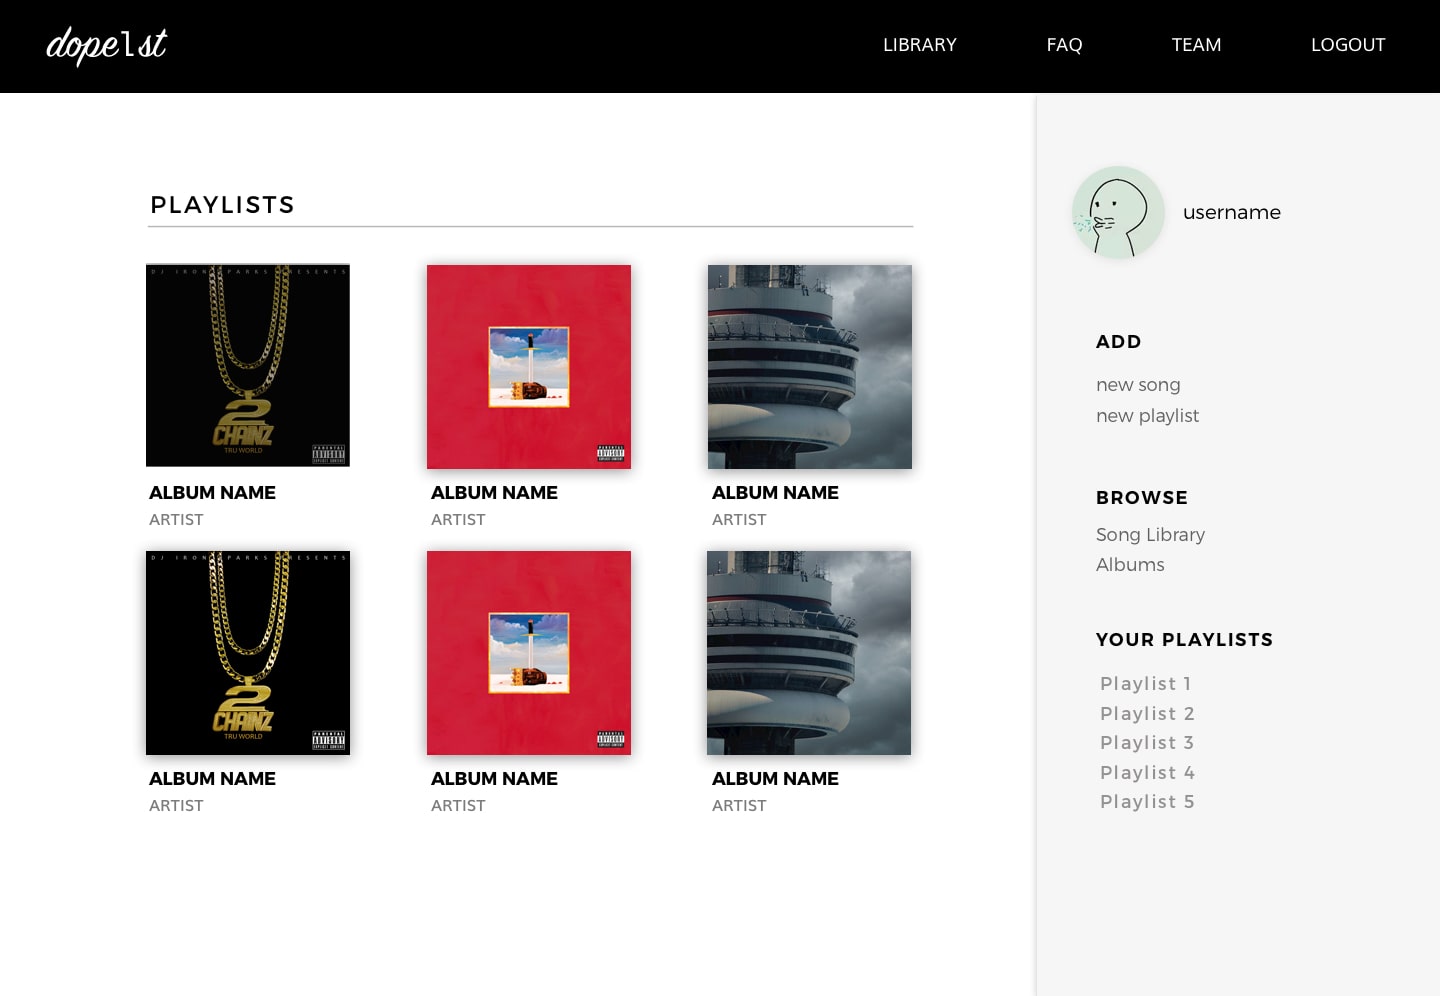 dope1st
LIBRARY FAQ TEAM LOGOUT
PLAYLISTS
DJ IRON SPARKS PRESENTS
2
CHAINZ
TRU WORLD
PARENTAL
ADVISORY
EXPLICIT CONTENT
PARENTAL
ADVISORY
EXPLICIT CONTENT
ALBUM NAME
ARTIST
ALBUM NAME
ARTIST
ALBUM NAME
ARTIST
DJ IRON SPARKS PRESENTS
2
CHAINZ
TRU WORLD
PARENTAL
ADVISORY
EXPLICIT CONTENT
PARENTAL
ADVISORY
EXPLICIT CONTENT
ALBUM NAME
ARTIST
ALBUM NAME
ARTIST
ALBUM NAME
ARTIST
username
ADD
new song
new playlist
BROWSE
Song Library
Albums
YOUR PLAYLISTS
Playlist 1
Playlist 2
Playlist 3
Playlist 4
Playlist 5